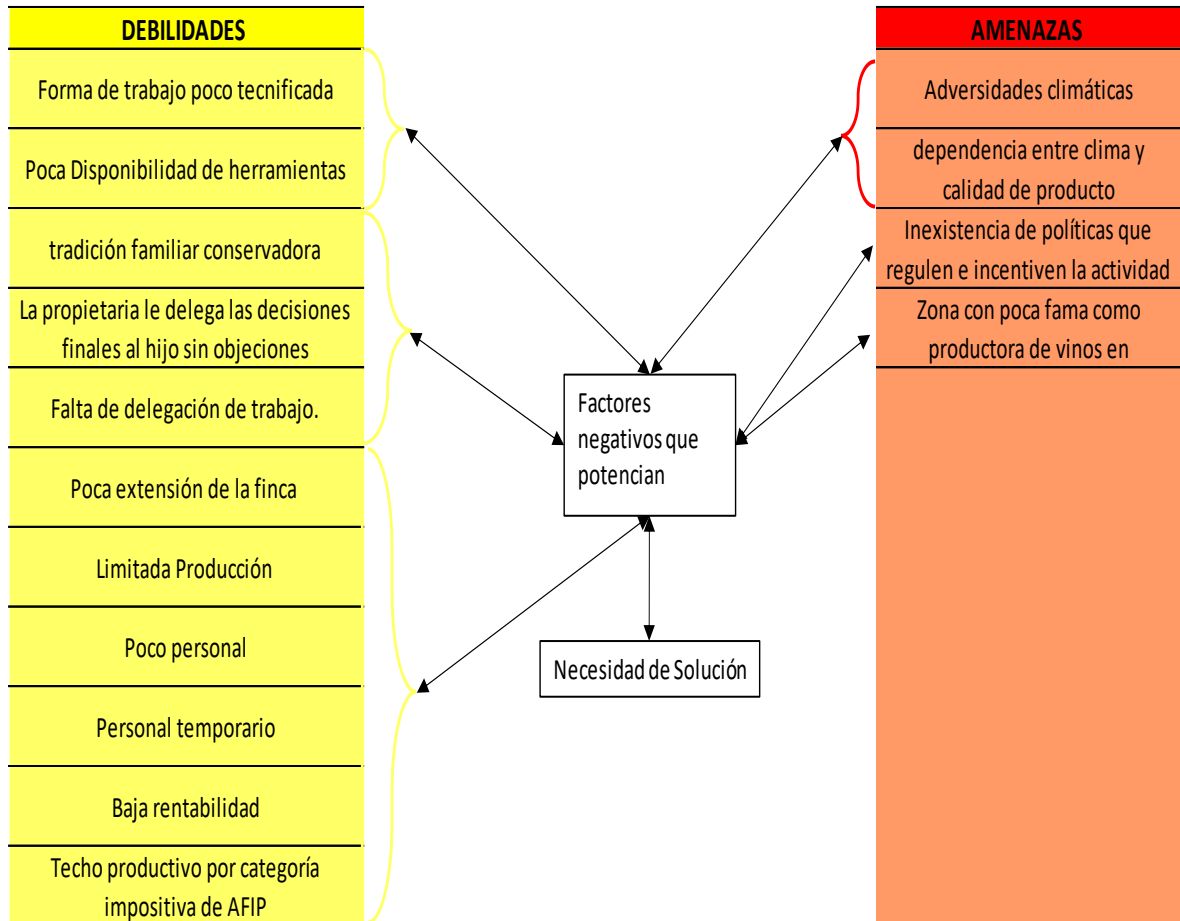 DEBILIDADES
Forma de trabajo poco tecnificada
Poca Disponibilidad de herramientas
tradición familiar conservadora
La propietaria le delega las decisiones
finales al hijo sin objeciones
Falta de delegación de trabajo.
Poca extensión de la finca
Limitada Producción
Poco personal
Personal temporario
Baja rentabilidad
Techo productivo por categoría
impositiva de AFIP
Factores
negativos que
potencian
Necesidad de Solución
AMENAZAS
Adversidades climáticas
dependencia entre clima y
calidad de producto
Inexistencia de políticas que
regulen e incentiven la actividad
Zona con poca fama como
productora de vinos en